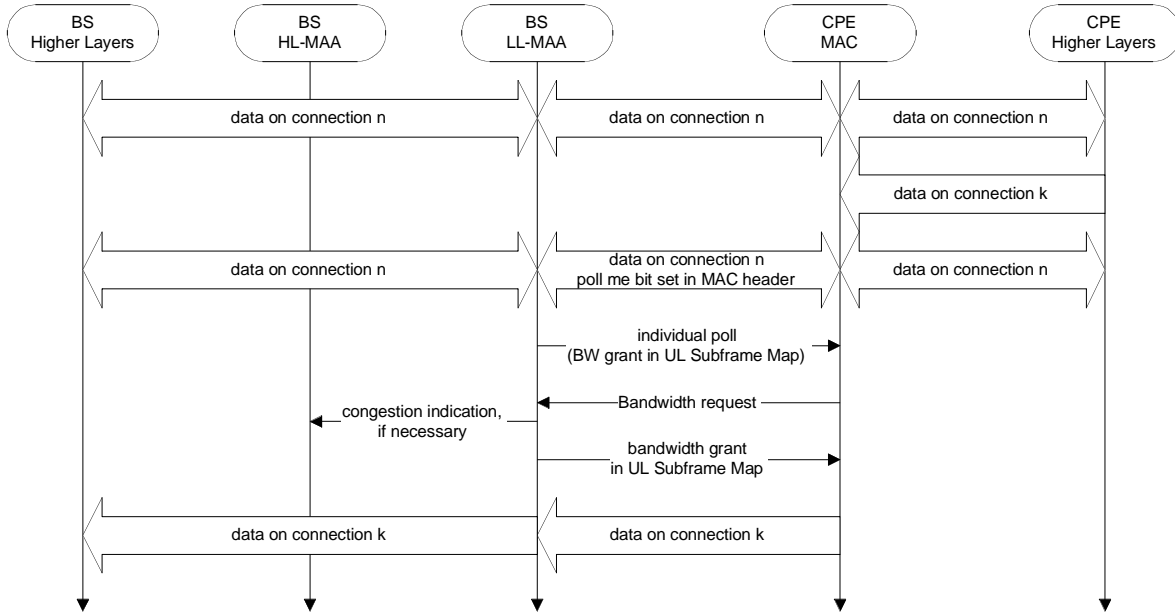 BS
Higher Layers
BS
HL-MAA
BS
LL-MAA
CPE
MAC
CPE
Higher Layers
data on connection n
data on connection n
data on connection n
data on connection k
data on connection n
data on connection n
poll me bit set in MAC header
data on connection n
individual poll
(BW grant in UL Subframe Map)
Bandwidth request
congestion indication,
if necessary
bandwidth grant
in UL Subframe Map
data on connection k
data on connection k